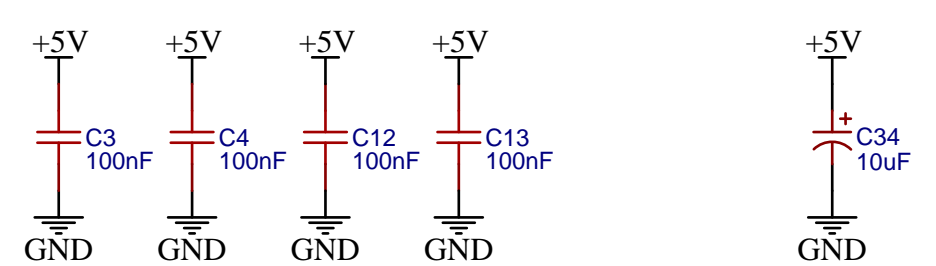 +5V +5V +5V +5V +5V
C3 C4 C12 C13 + C34
100nF 100nF 100nF 100nF 10uF
GND GND GND GND GND